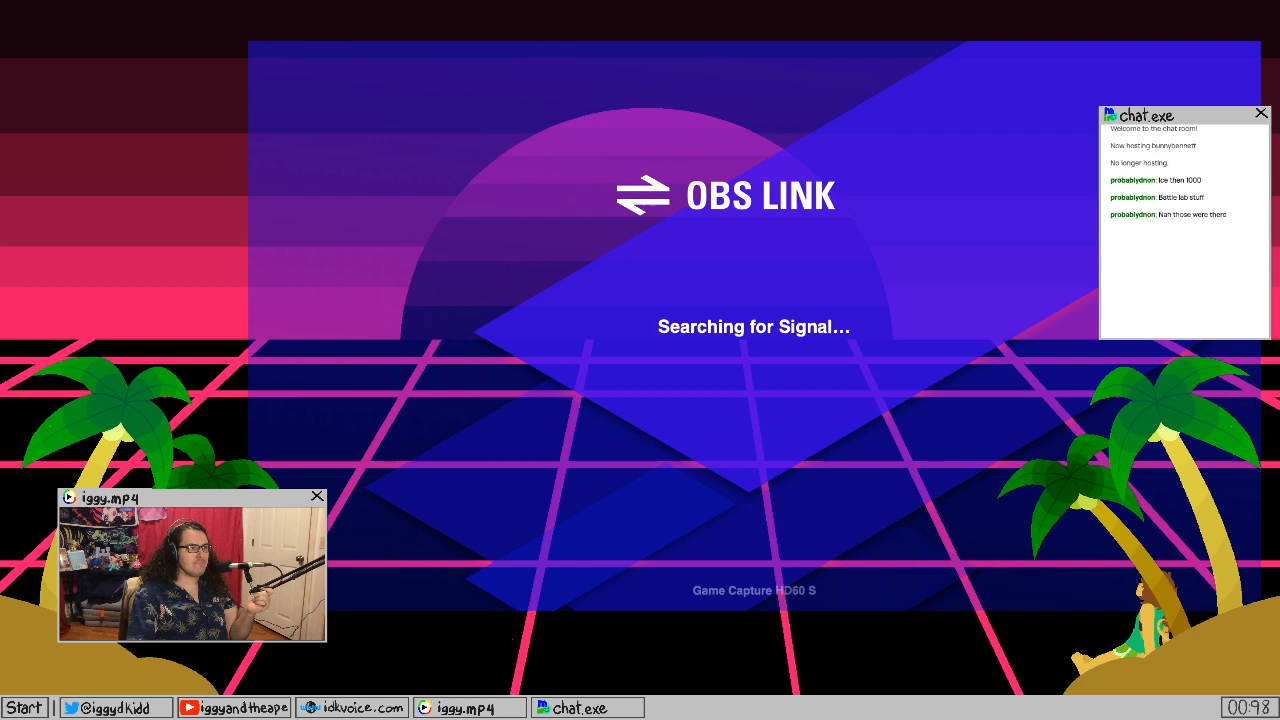 OBS LINK
Searching for Signal...
Game Capture HD60 S
chat.exe
Welcome to the chat room!
Now hosting bunnybennett
No longer hosting.
probablydnon: Ice then 1000
probablydnon: Battle lab stuff
probablydnon: Nah those were there
iggy.mp4
Start | @iggydkidd iggyandtheape idkvoice.com iggy.mp4 chat.exe 00:98